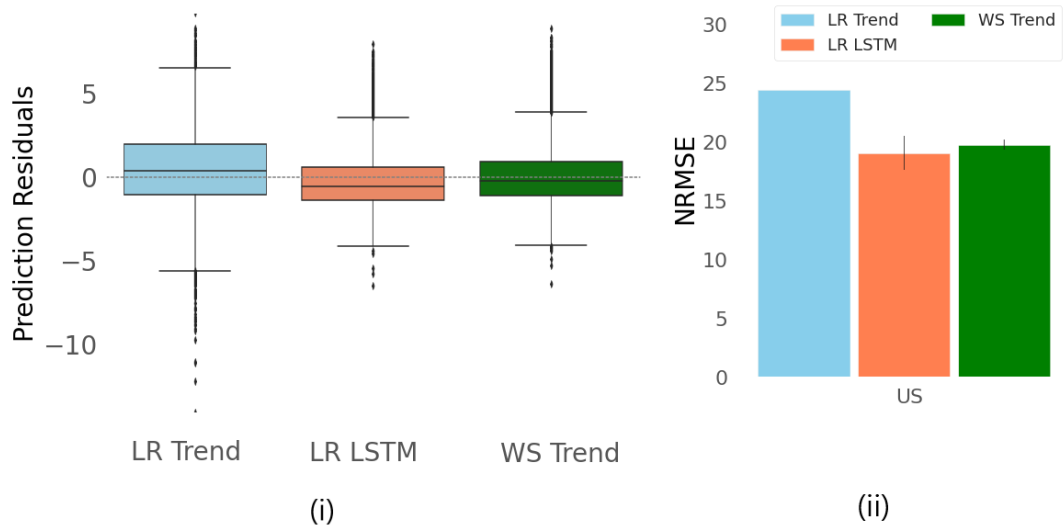 Prediction Residuals
5
0
−5
−10
LR Trend
LR LSTM
WS Trend
(i)
LR Trend
WS Trend
LR LSTM
NRMSE
30
25
20
15
10
5
0
US
(ii)